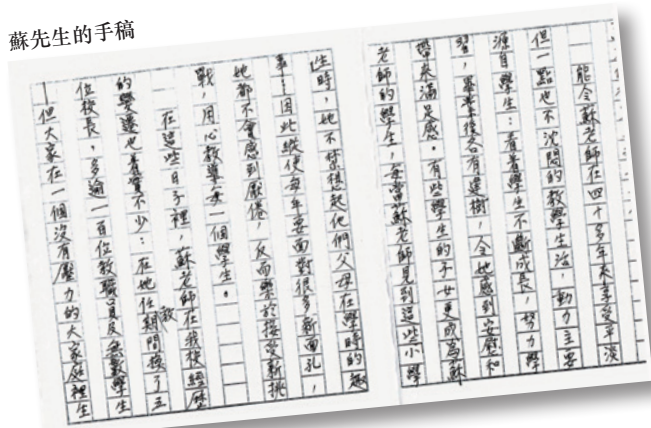 蘇先生的手稿
能令蘇老師在四十多年來享受平淡
但一點也不沈悶的教學生活，動力主要
源自學生：看着學生不斷成長，努力學
習，畢業後各有建樹，令她感到安慰和
帶來滿足感。有些學生的子女更成為蘇
老師的學生，每當蘇老師見到這些小學
生時，她不禁想起他們父母在學時的趣
事……因此縱使每年要面對很多新面孔，
她都不會感到厭倦，反而樂於接受新挑
戰，用心教導每一個學生。
在這些日子裡，蘇老師在我校經歷
的變遷也着實不少：在她任教期間換了五
位校長，多逾一百位教職員及無數學生
但大家在一個沒有壓力的大家庭裡生